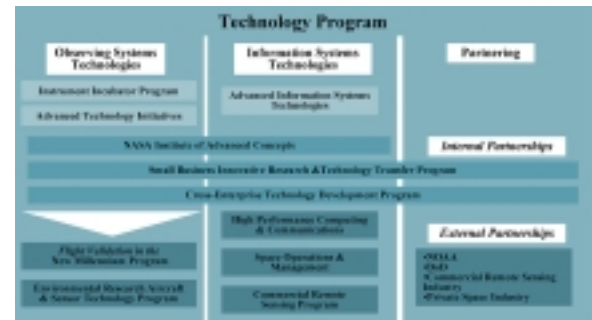 Technology Program
Observing Systems
Technologies
Information Systems
Technologies
Partnering
Instrument Incubator Program
Advanced Technology Initiatives
Advanced Information Systems
Technologies
NASA Institute of Advanced Concepts
Internal Partnerships
Small Business Innovative Research &Technology Transfer Program
Cross-Enterprise Technology Development Program
High Performance Computing
& Communications
External Partnerships
Flight Validation in the
New Millennium Program
Space Operations &
Management
•NOAA
•DoD
•Commercial Remote Sensing
Industry
•Private Space Industry
Environmental Research Aircraft
& Sensor Technology Program
Commercial Remote
Sensing Program